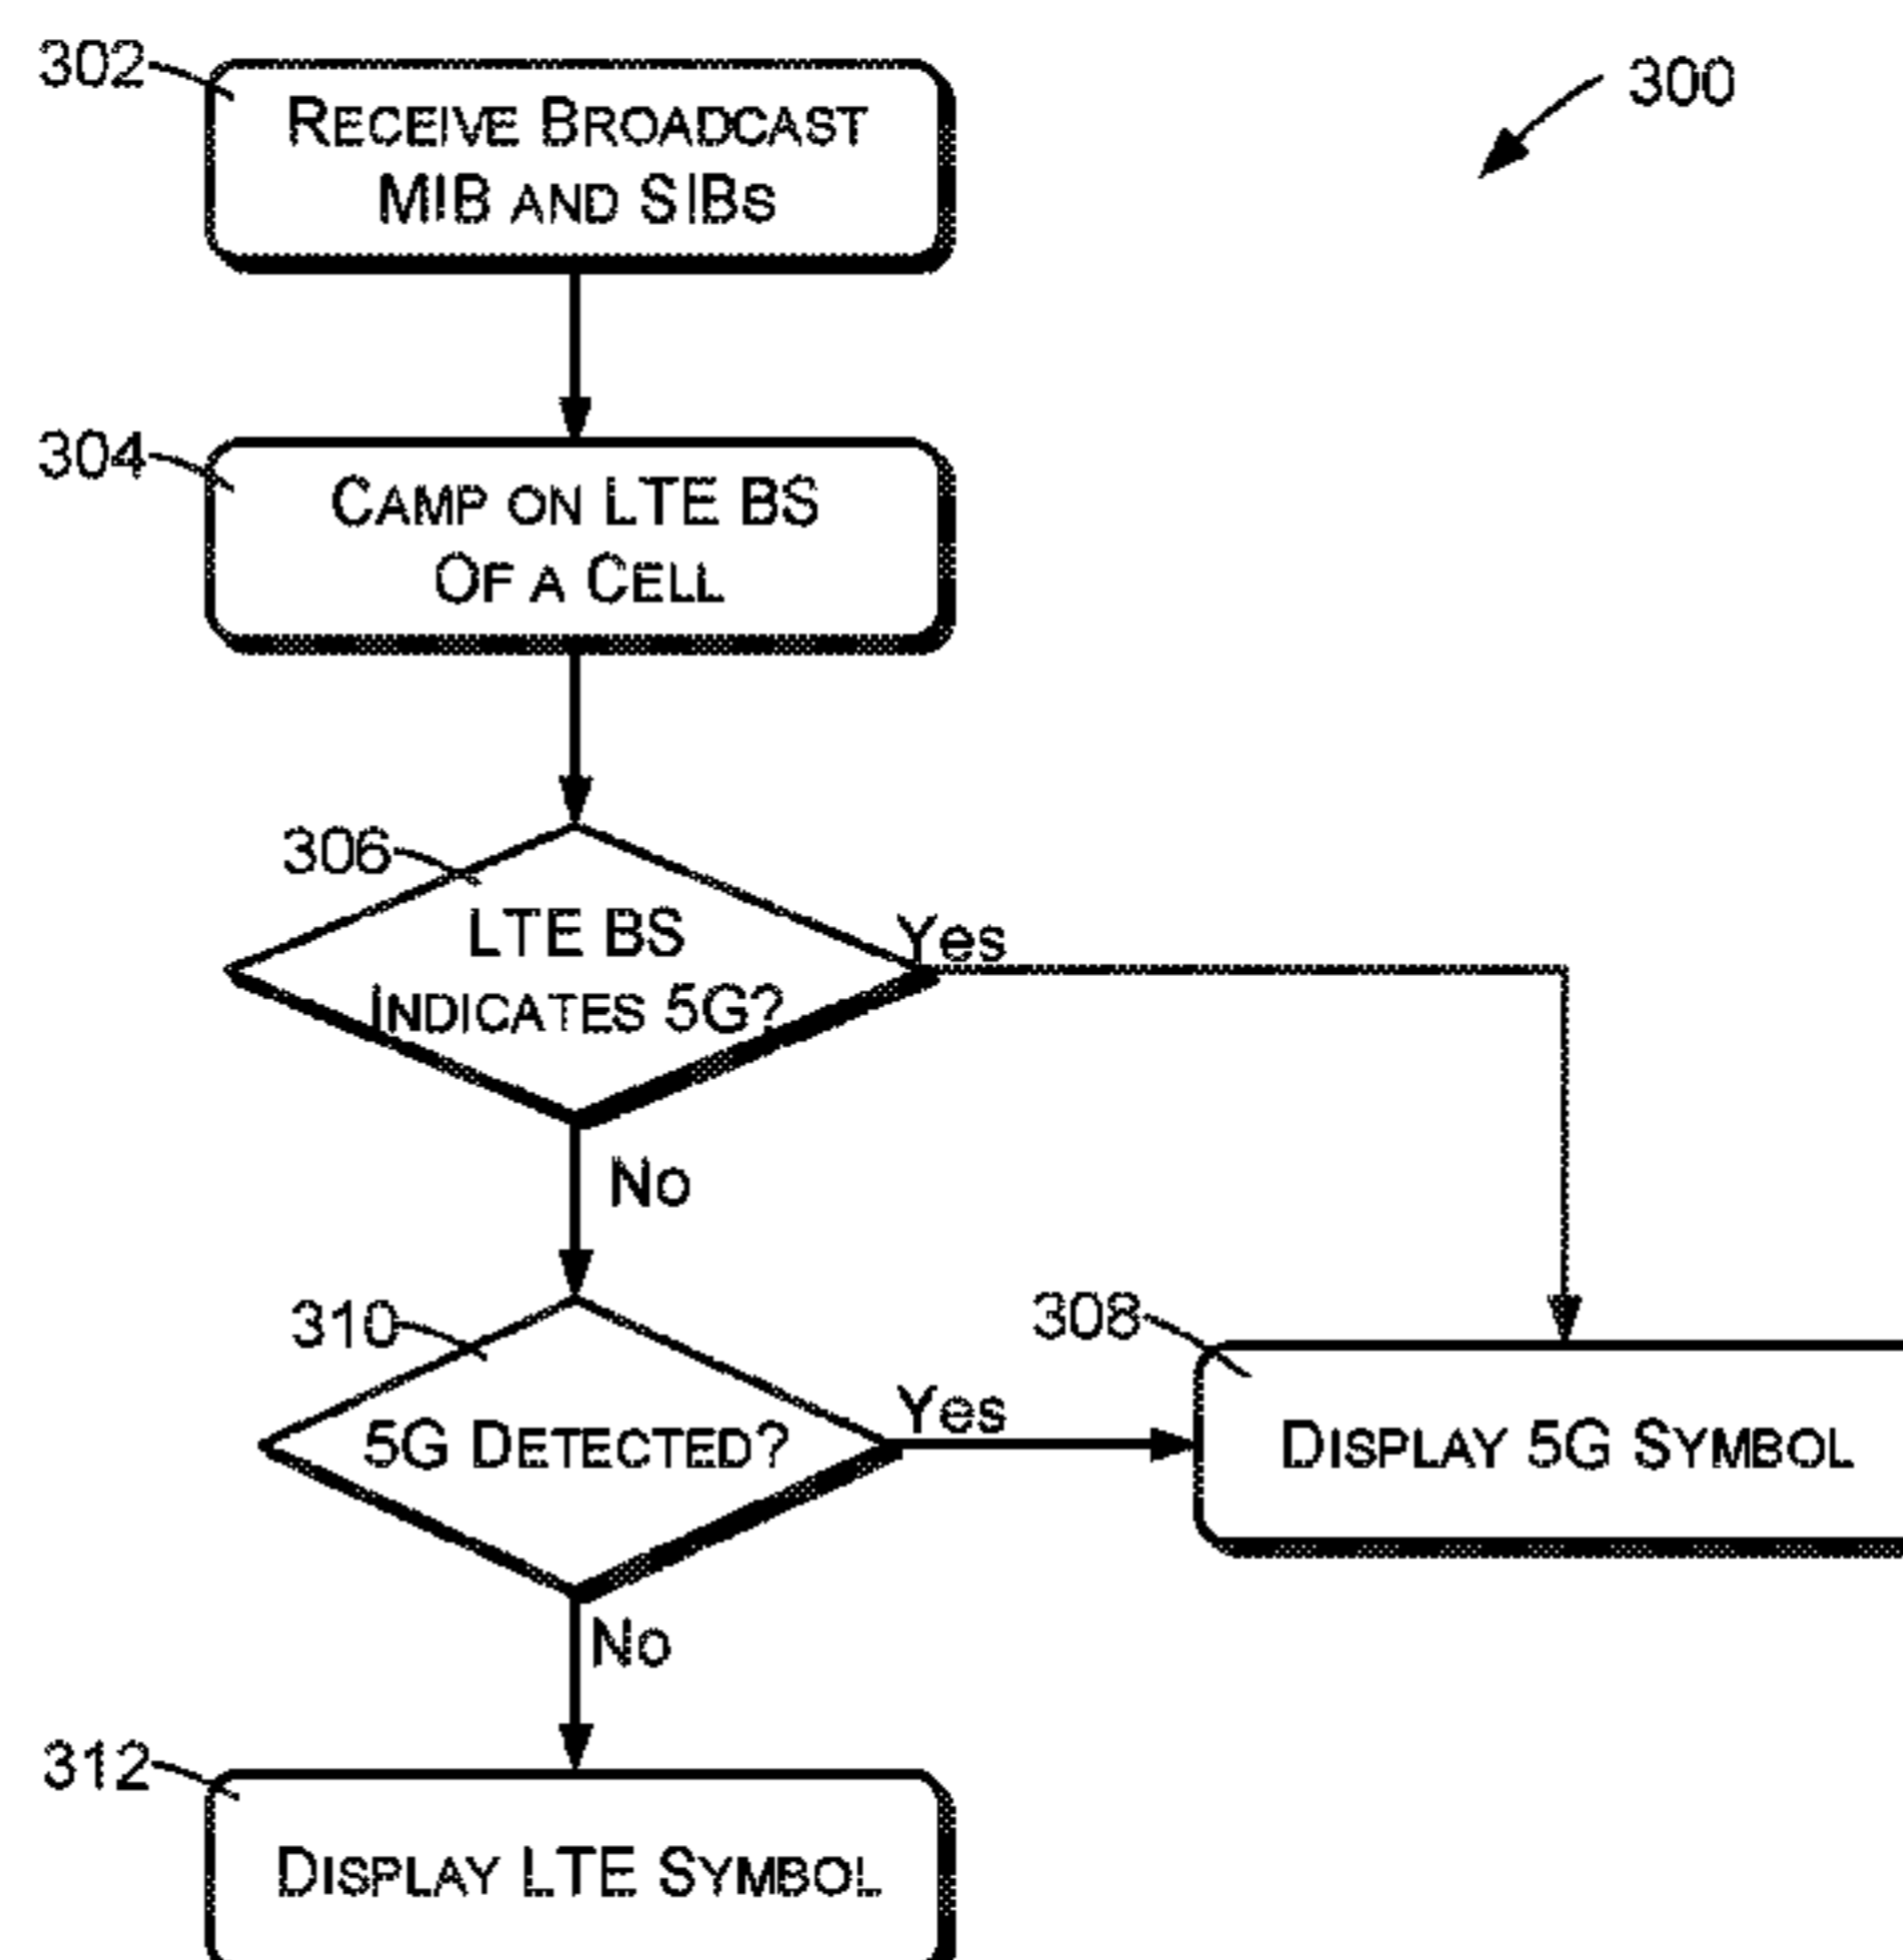 302
RECEIVE BROADCAST
MIB AND SIBS
300
304
CAMP ON LTE BS
OF A CELL
306
LTE BS
INDICATES 5G?
Yes
No
310
5G DETECTED?
Yes
308
DISPLAY 5G SYMBOL
No
312
DISPLAY LTE SYMBOL